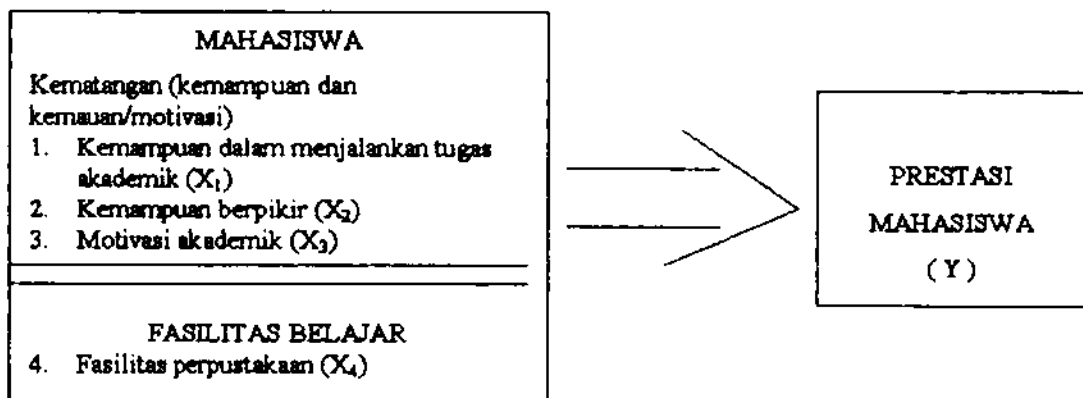 MAHASISWA
Kematangan (kemampuan dan
kemauan/motivasi)
1. Kemampuan dalam menjalankan tugas
akademik (X₁)
2. Kemampuan berpikir (X₂)
3. Motivasi akademik (X₃)
FASILITAS BELAJAR
4. Fasilitas perpustakaan (X₄)
PRESTASI
MAHASISWA
( Y )